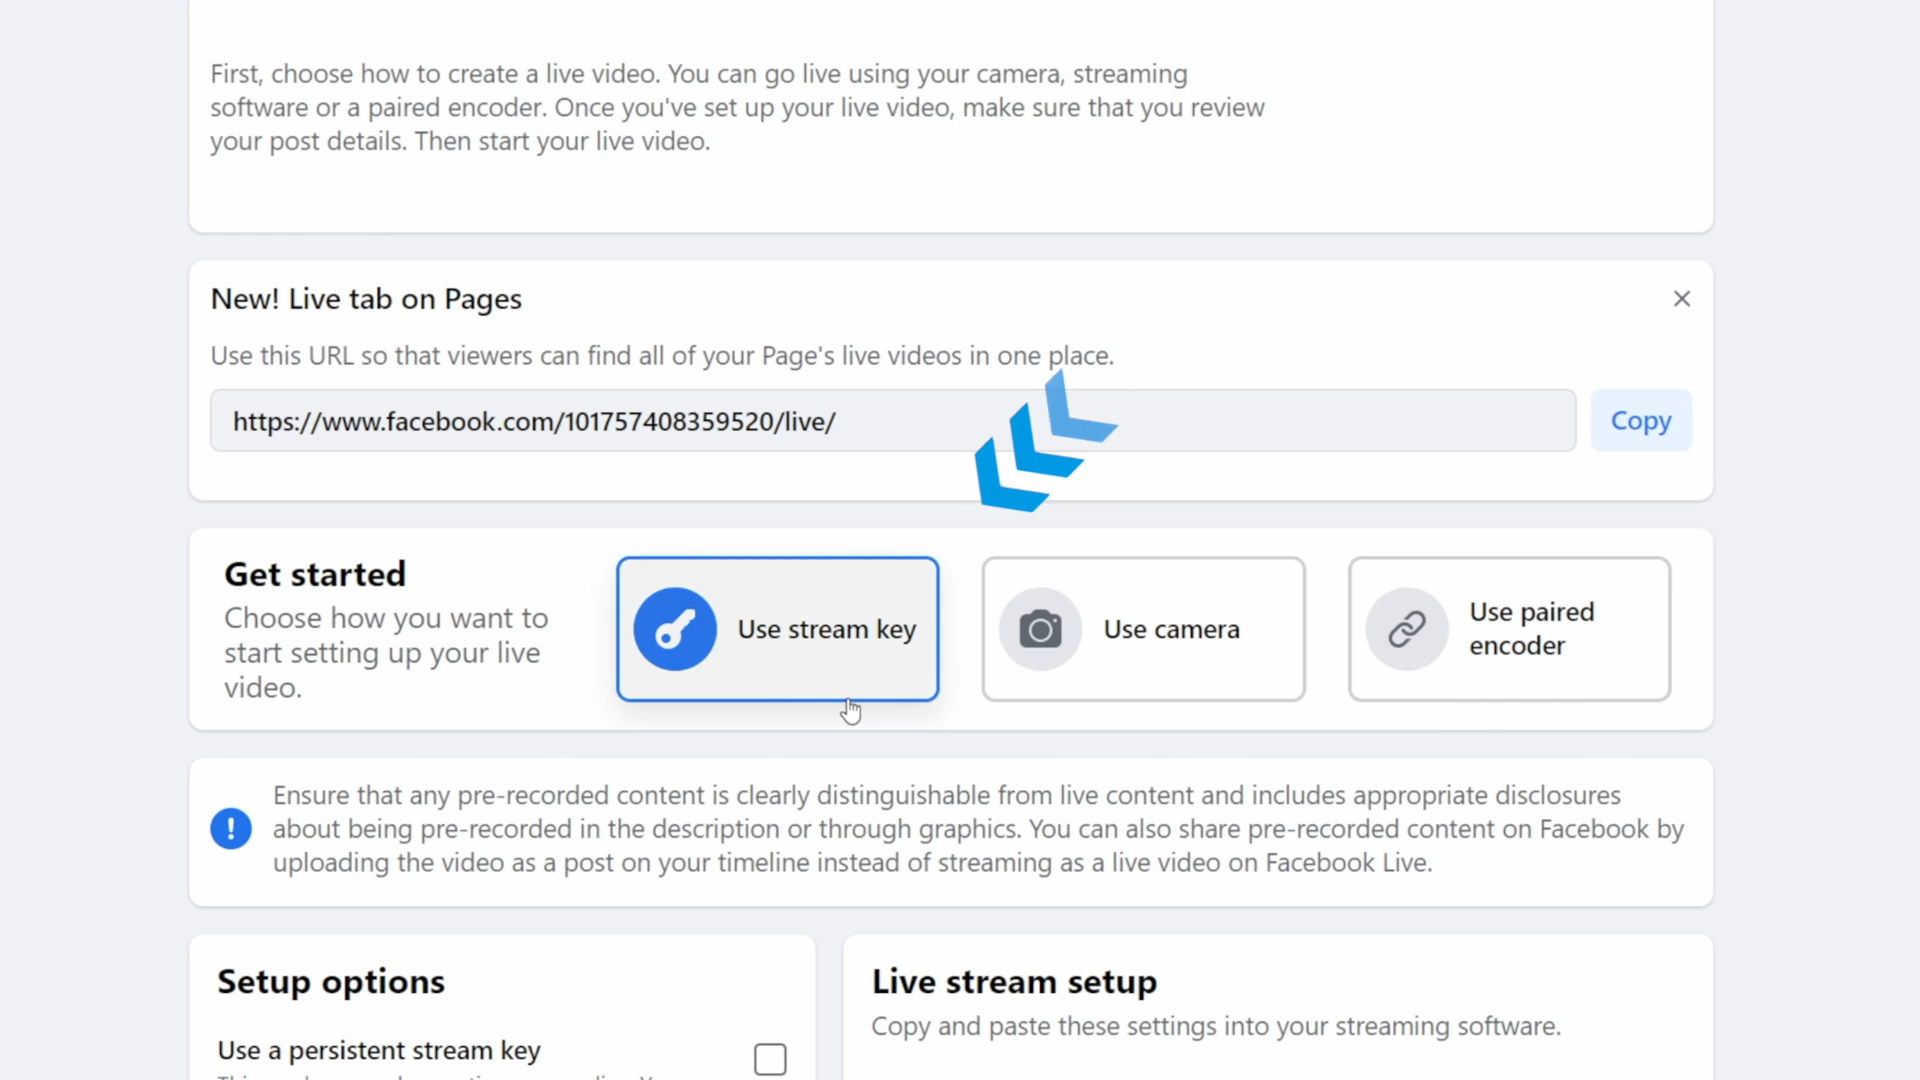 First, choose how to create a live video. You can go live using your camera, streaming
software or a paired encoder. Once you've set up your live video, make sure that you review
your post details. Then start your live video.
New! Live tab on Pages
Use this URL so that viewers can find all of your Page's live videos in one place.
https://www.facebook.com/101757408359520/live/
Copy
Get started
Choose how you want to
start setting up your live
video.
Use stream key
Use camera
Use paired
encoder
Ensure that any pre-recorded content is clearly distinguishable from live content and includes appropriate disclosures
about being pre-recorded in the description or through graphics. You can also share pre-recorded content on Facebook by
uploading the video as a post on your timeline instead of streaming as a live video on Facebook Live.
Setup options
Use a persistent stream key
Live stream setup
Copy and paste these settings into your streaming software.